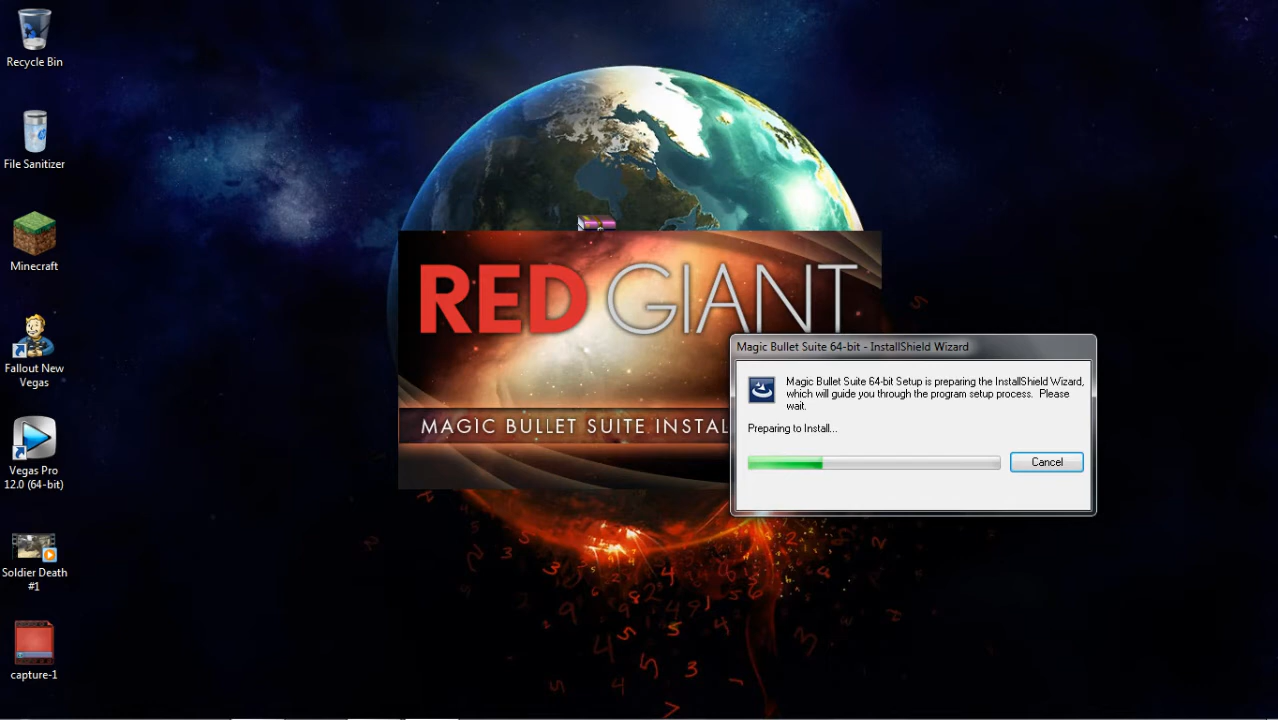 Recycle Bin
File Sanitizer
Minecraft
Fallout New
Vegas
Vegas Pro
12.0 (64-bit)
Soldier Death
#1
capture-1
RED GIANT
MAGIC BULLET SUITE INSTAL
Magic Bullet Suite 64-bit - InstallShield Wizard
Magic Bullet Suite 64-bit Setup is preparing the InstallShield Wizard,
which will guide you through the program setup process. Please
wait.
Preparing to Install...
Cancel